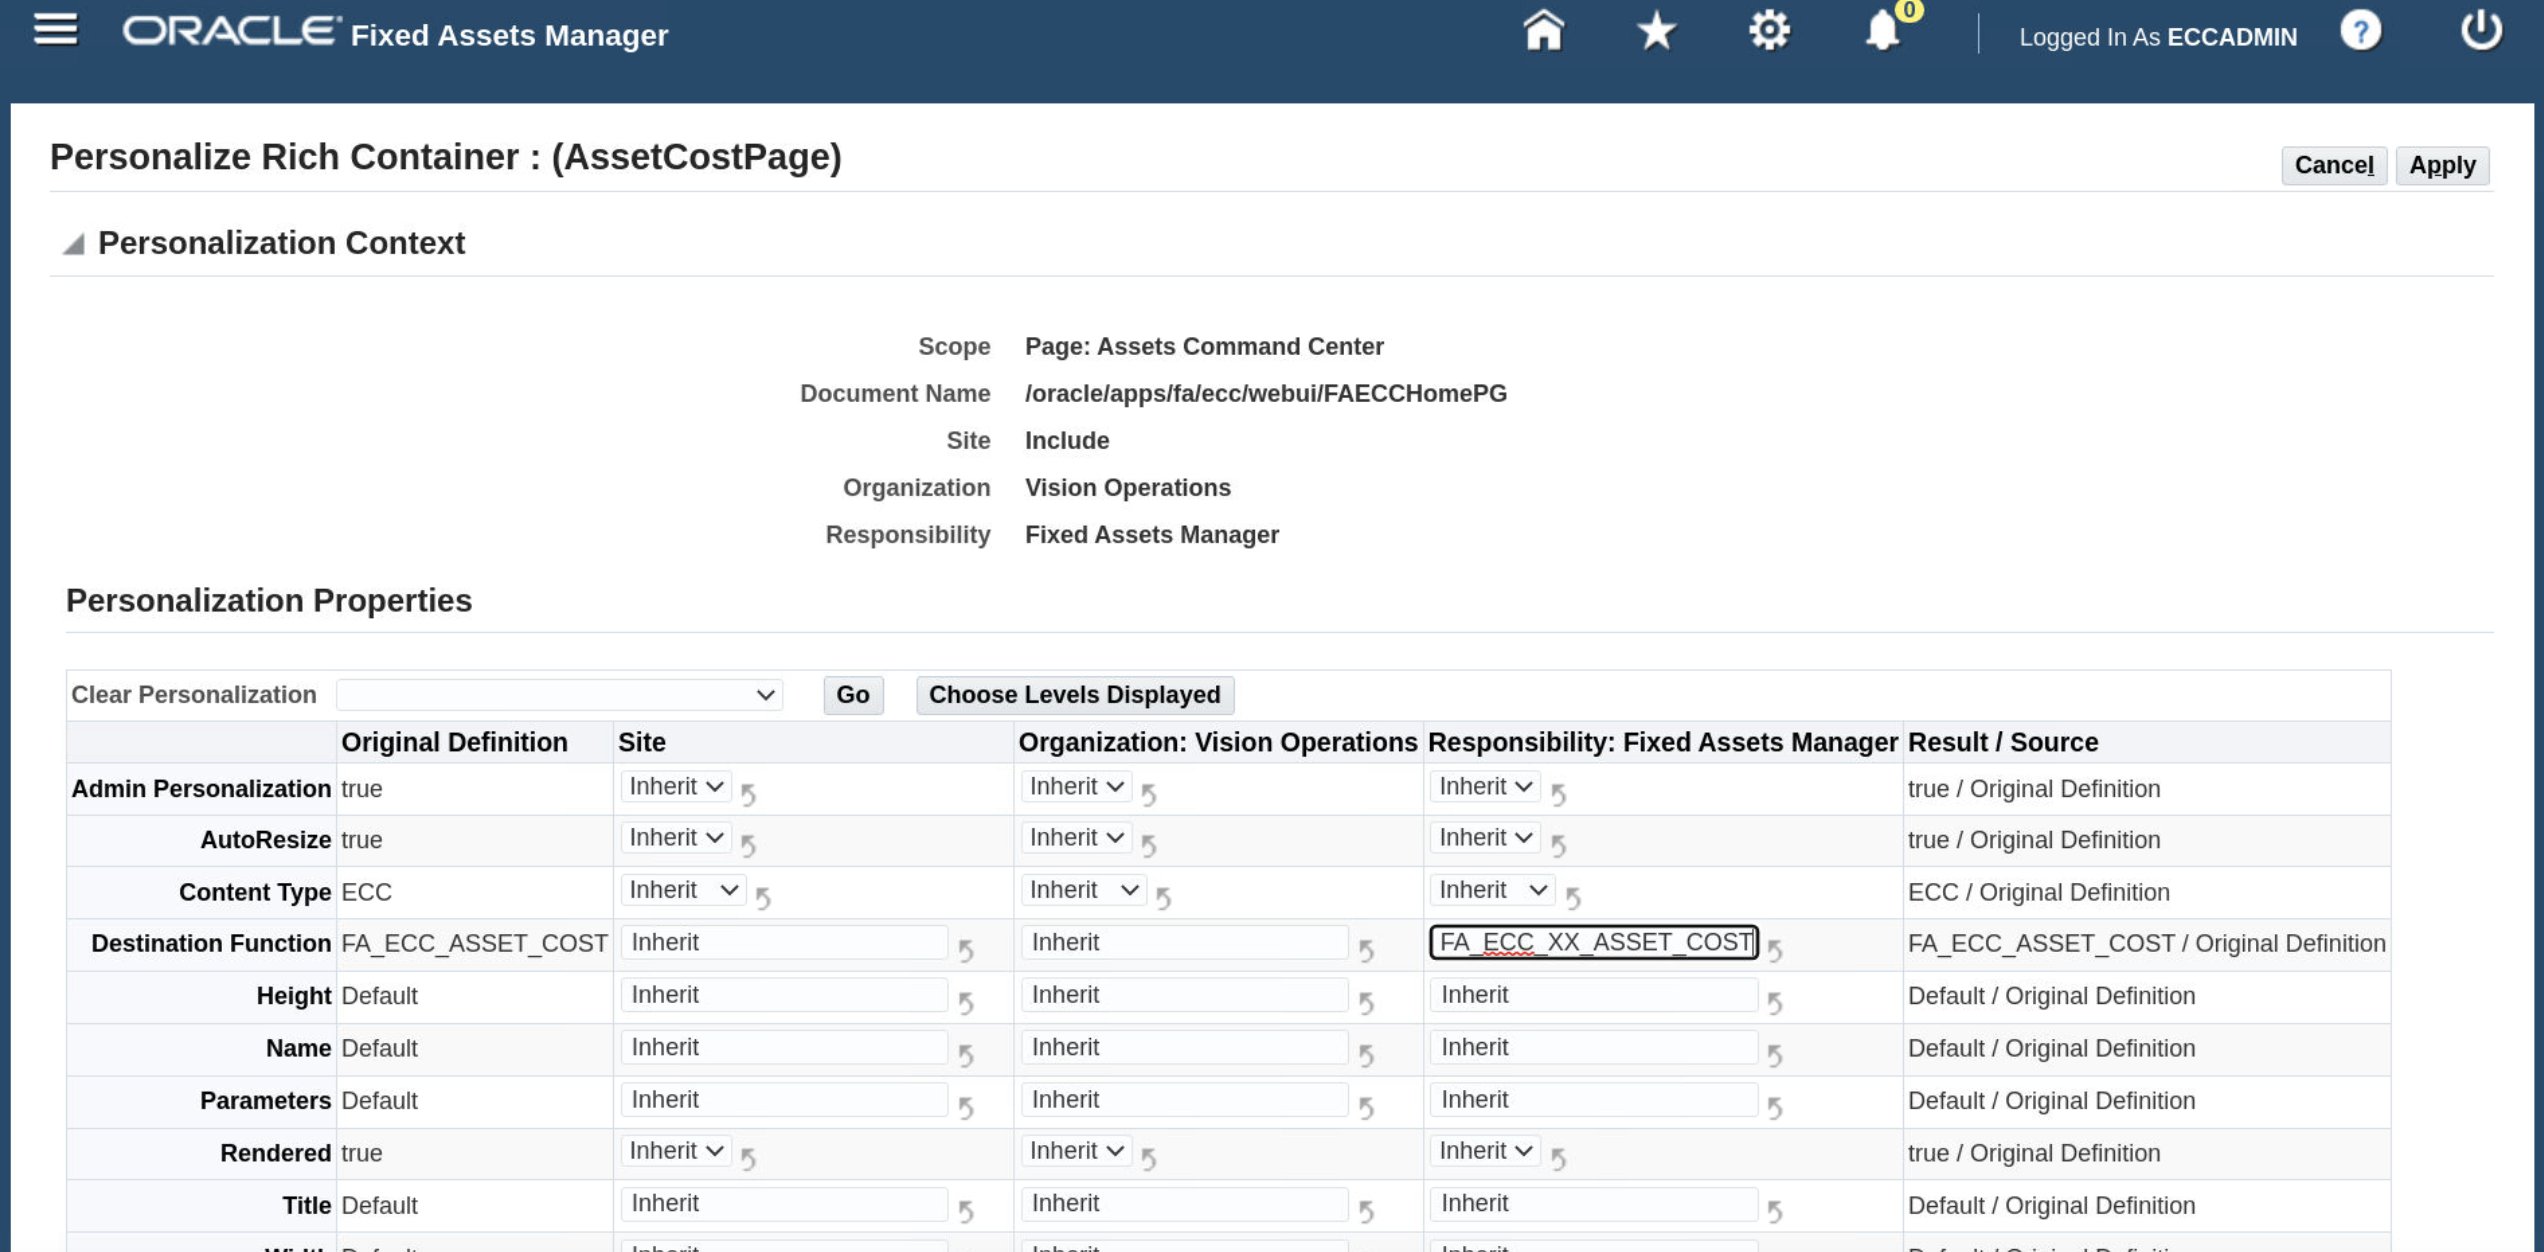 ORACLE Fixed Assets Manager 0 Logged In As ECCADMIN ?
Personalize Rich Container : (AssetCostPage) Cancel Apply
Personalization Context
Scope Page: Assets Command Center
Document Name /oracle/apps/fa/ecc/webui/FAECCHomePG
Site Include
Organization Vision Operations
Responsibility Fixed Assets Manager
Personalization Properties
Clear Personalization Go Choose Levels Displayed
Original Definition Site Organization: Vision Operations Responsibility: Fixed Assets Manager Result / Source
Admin Personalization true Inherit Inherit Inherit true / Original Definition
AutoResize true Inherit Inherit Inherit true / Original Definition
Content Type ECC Inherit Inherit Inherit ECC / Original Definition
Destination Function FA_ECC_ASSET_COST Inherit Inherit FA_ECC_XX_ASSET_COST FA_ECC_ASSET_COST / Original Definition
Height Default Inherit Inherit Inherit Default / Original Definition
Name Default Inherit Inherit Inherit Default / Original Definition
Parameters Default Inherit Inherit Inherit Default / Original Definition
Rendered true Inherit Inherit Inherit true / Original Definition
Title Default Inherit Inherit Inherit Default / Original Definition